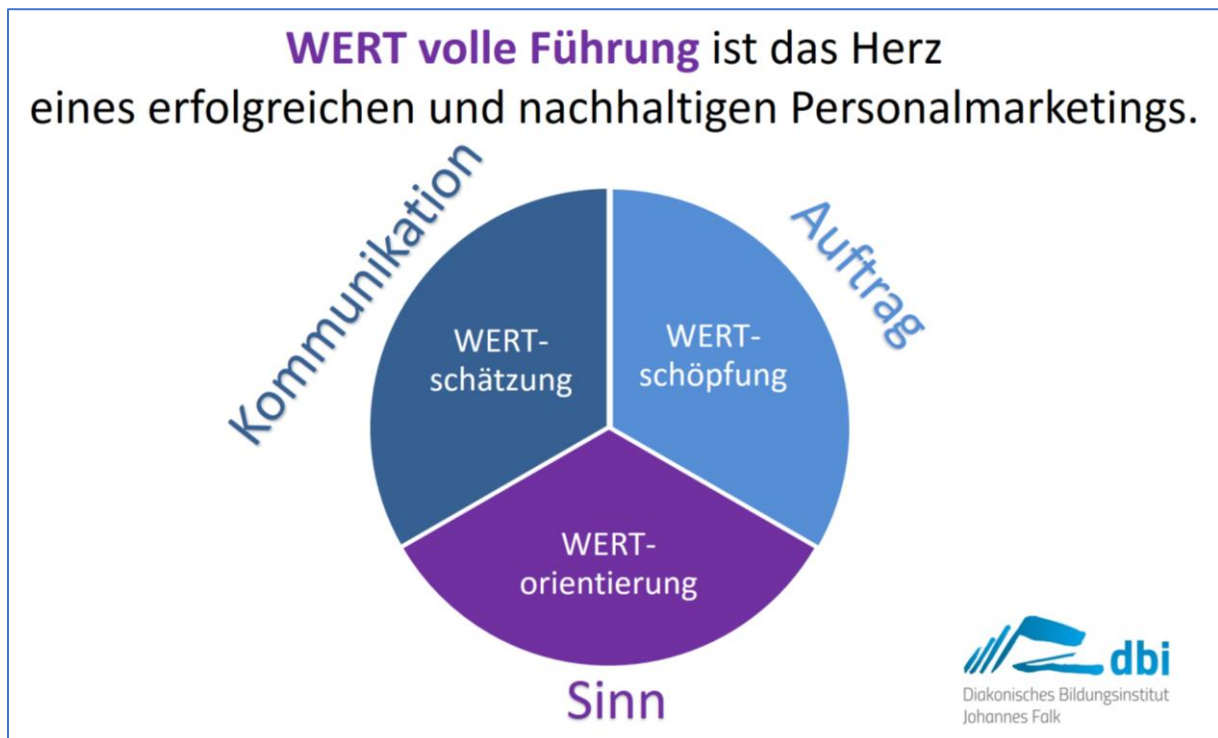 WERT volle Führung ist das Herz
eines erfolgreichen und nachhaltigen Personalmarketings.
Kommunikation
Auftrag
WERT-
schätzung
WERT-
schöpfung
WERT-
orientierung
Sinn
dbi
Diakonisches Bildungsinstitut
Johannes Falk